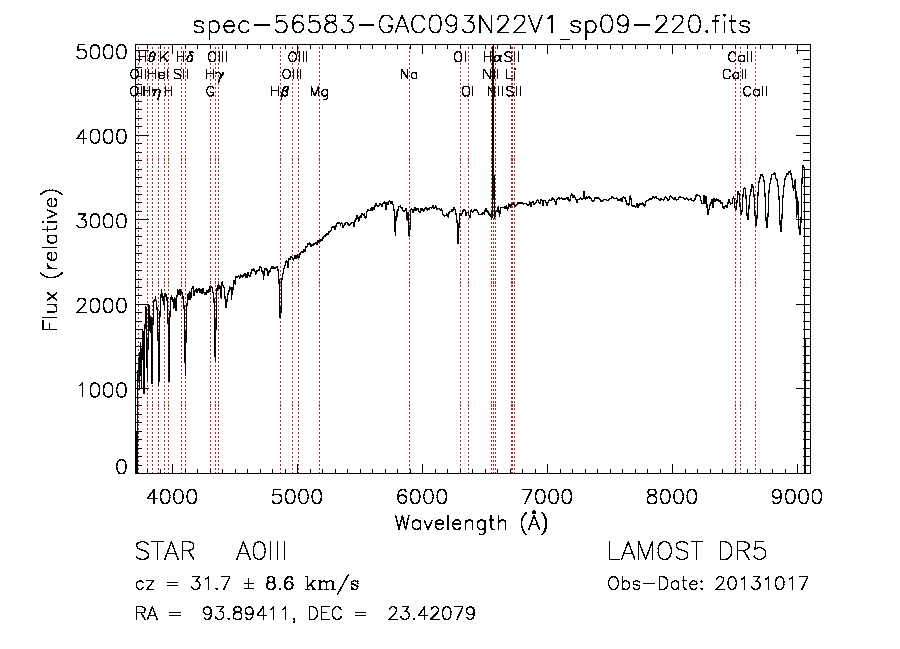 spec-56583-GAC093N22V1_sp09-220.fits
5000
4000
3000
2000
1000
0
Flux (relative)
Hθ K Hδ OIII OIII OI Hα SII CaII
OII HeI SII Hγ OIII Na NII Li CaII
OII Hη H G Hβ Mg OI NII SII CaII
4000 5000 6000 7000 8000 9000
Wavelength (Å)
STAR A0III LAMOST DR5
cz = 31.7 ± 8.6 km/s Obs-Date: 20131017
RA = 93.89411, DEC = 23.42079